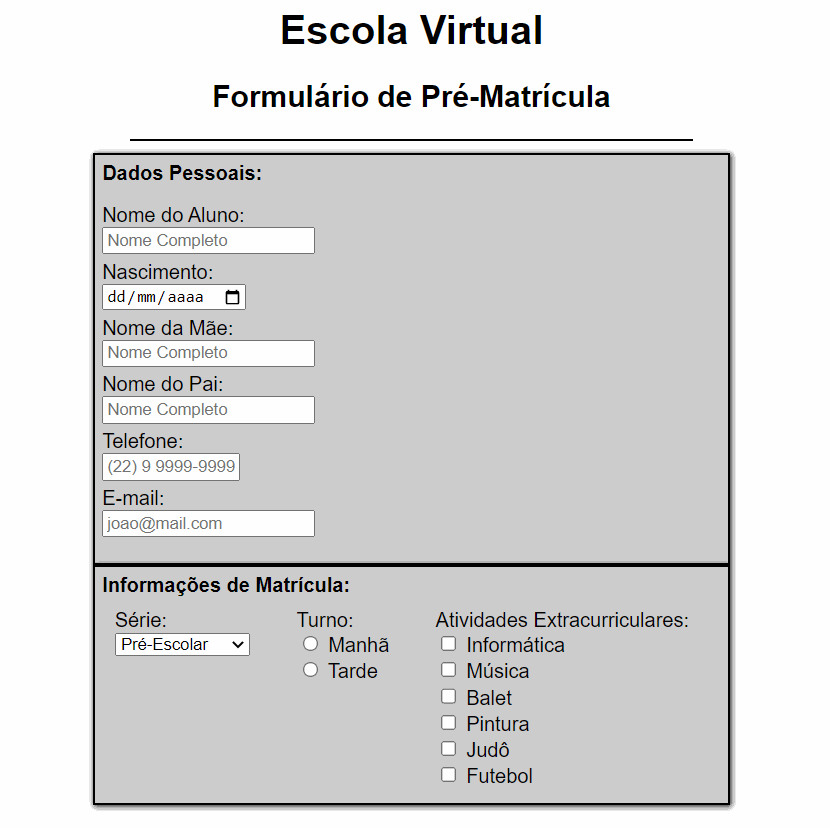 Escola Virtual
Formulário de Pré-Matrícula
Dados Pessoais:
Nome do Aluno:
Nome Completo
Nascimento:
dd/mm/aaaa
Nome da Mãe:
Nome Completo
Nome do Pai:
Nome Completo
Telefone:
(22) 9 9999-9999
E-mail:
joao@mail.com
Informações de Matrícula:
Série:
Pré-Escolar
Turno:
Manhã
Tarde
Atividades Extracurriculares:
Informática
Música
Balet
Pintura
Judô
Futebol